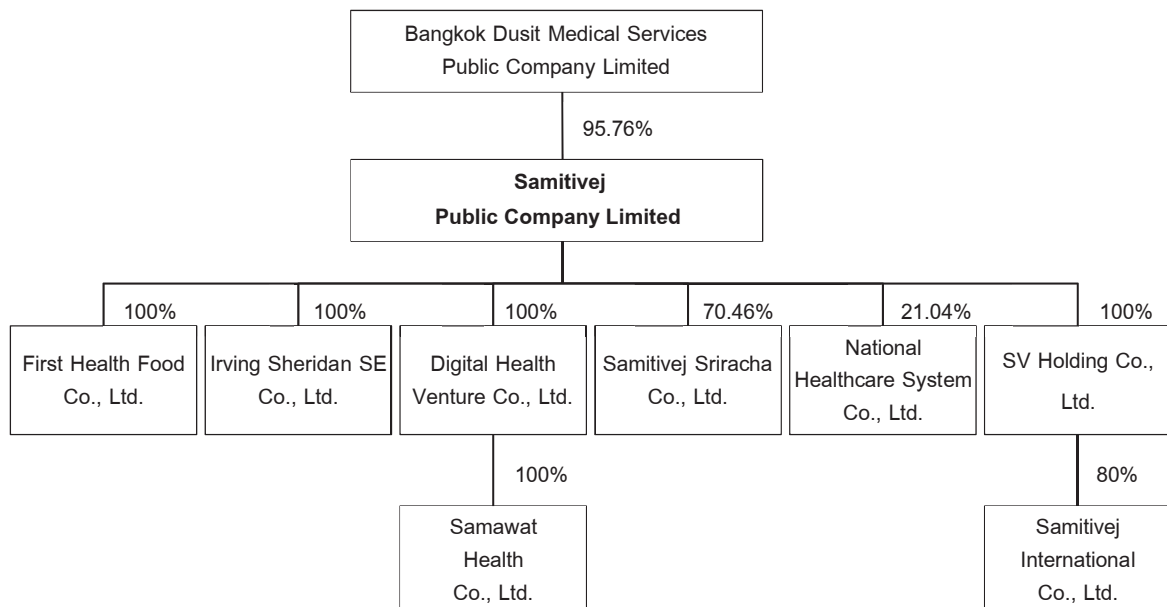 Bangkok Dusit Medical Services
Public Company Limited
95.76%
Samitivej
Public Company Limited
100%
100%
100%
70.46%
21.04%
100%
First Health Food
Co., Ltd.
Irving Sheridan SE
Co., Ltd.
Digital Health
Venture Co., Ltd.
Samitivej Sriracha
Co., Ltd.
National
Healthcare System
Co., Ltd.
SV Holding Co.,
Ltd.
100%
80%
Samawat
Health
Co., Ltd.
Samitivej
International
Co., Ltd.